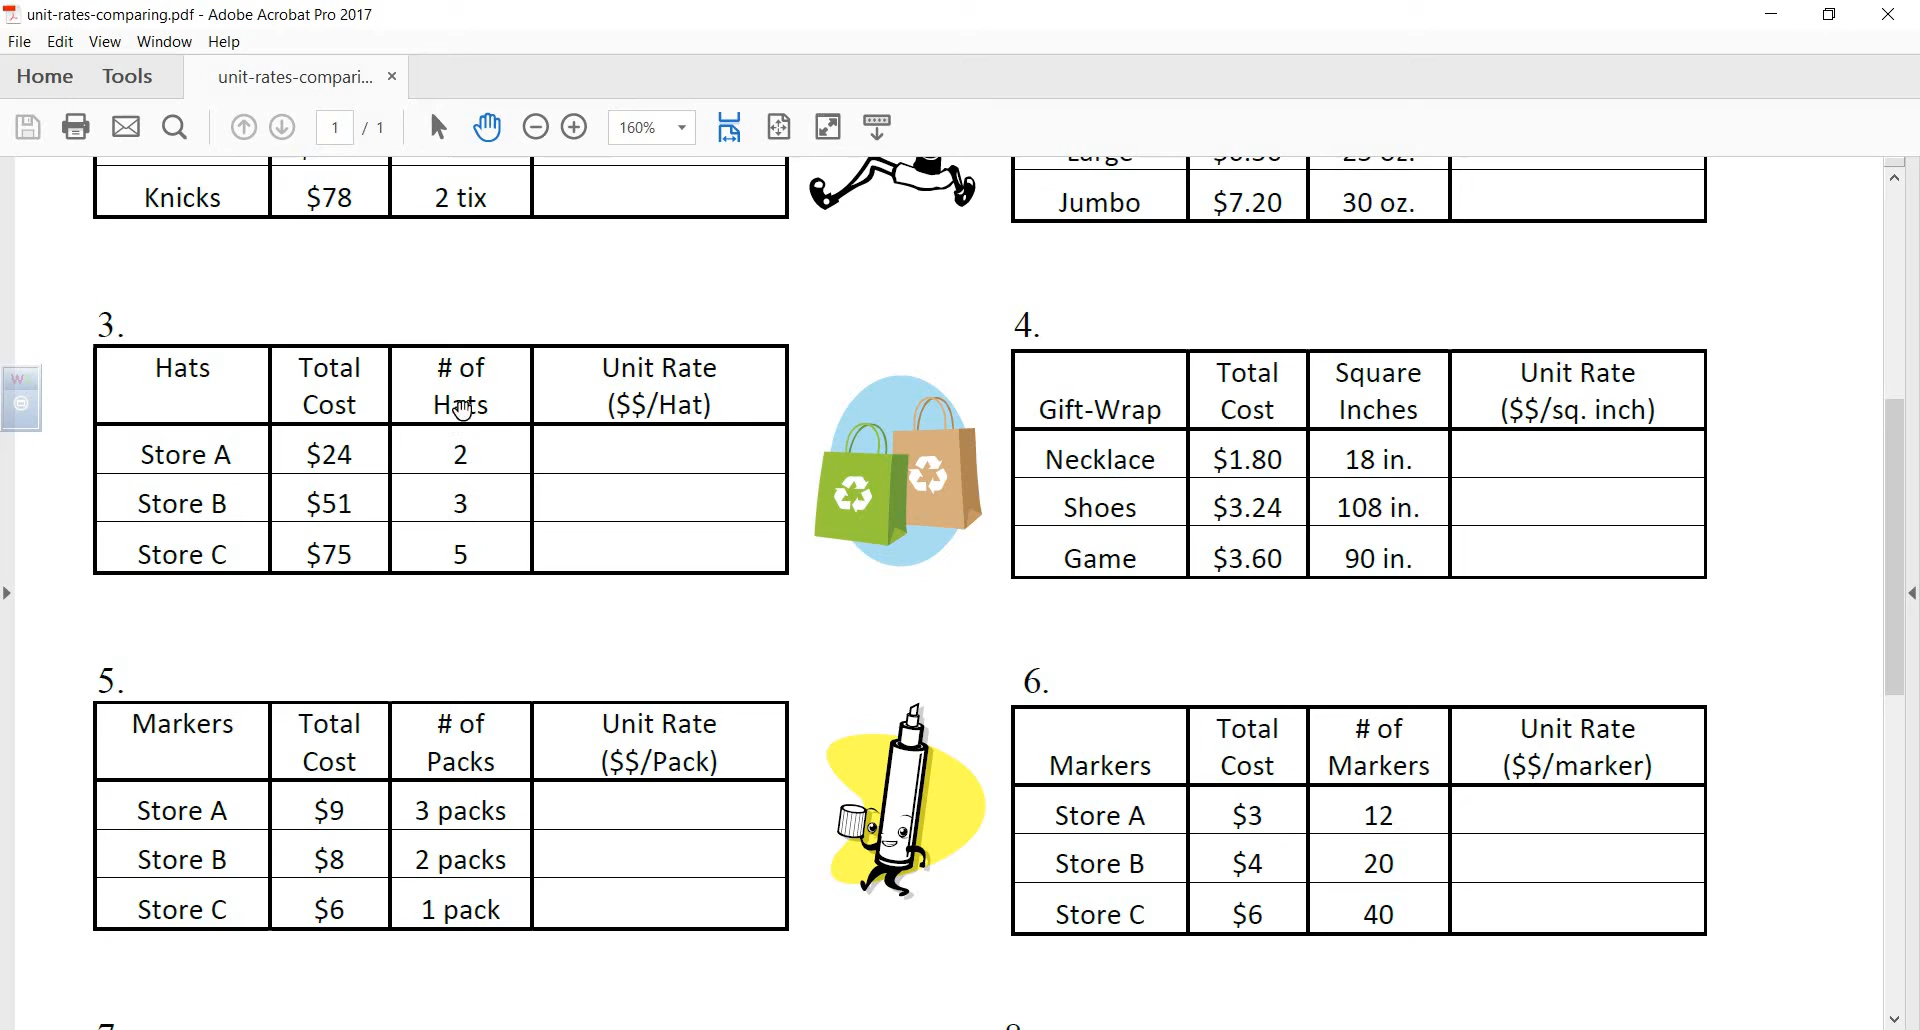 unit-rates-comparing.pdf - Adobe Acrobat Pro 2017
File Edit View Window Help
Home Tools unit-rates-compari... ×
1 / 1 160%
Knicks $78 2 tix
Jumbo $7.20 30 oz.
3.
Hats Total Cost # of Hats Unit Rate ($$/Hat)
Store A $24 2
Store B $51 3
Store C $75 5
4.
Gift-Wrap Total Cost Square Inches Unit Rate ($$/sq. inch)
Necklace $1.80 18 in.
Shoes $3.24 108 in.
Game $3.60 90 in.
5.
Markers Total Cost # of Packs Unit Rate ($$/Pack)
Store A $9 3 packs
Store B $8 2 packs
Store C $6 1 pack
6.
Markers Total Cost # of Markers Unit Rate ($$/marker)
Store A $3 12
Store B $4 20
Store C $6 40